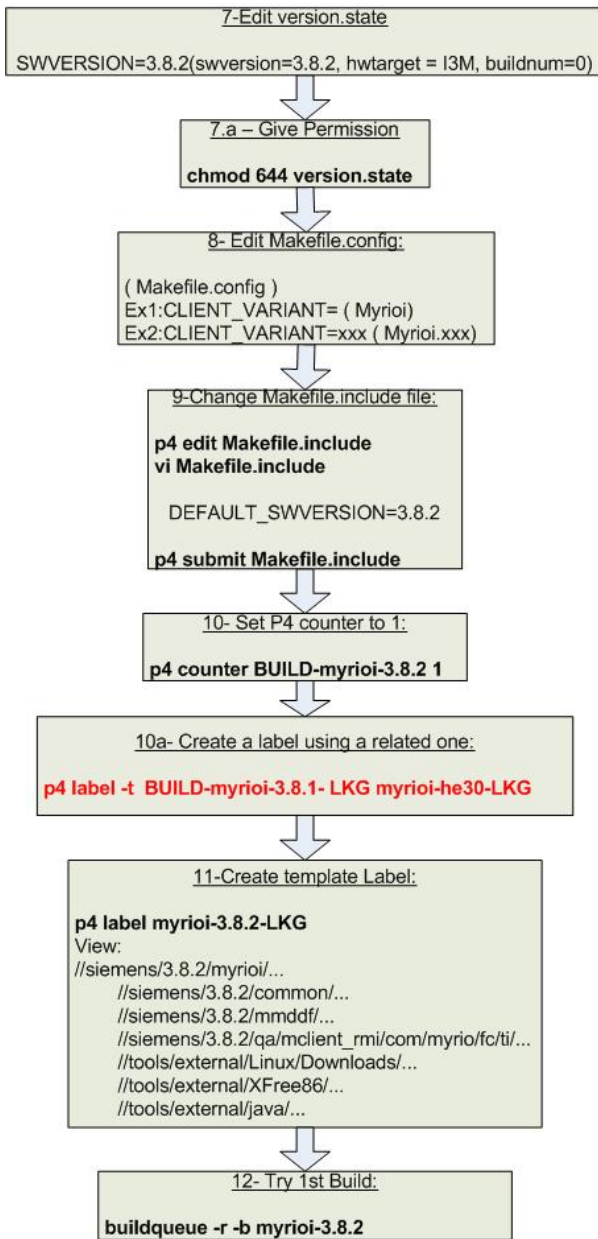 7-Edit version.state
SWVERSION=3.8.2(swversion=3.8.2, hwtarget = I3M, buildnum=0)
7.a – Give Permission
chmod 644 version.state
8- Edit Makefile.config:
( Makefile.config )
Ex1:CLIENT_VARIANT= ( Myrioi)
Ex2:CLIENT_VARIANT=xxx ( Myrioi.xxx)
9-Change Makefile.include file:
p4 edit Makefile.include
vi Makefile.include
DEFAULT_SWVERSION=3.8.2
p4 submit Makefile.include
10- Set P4 counter to 1:
p4 counter BUILD-myrioi-3.8.2 1
10a- Create a label using a related one:
p4 label -t BUILD-myrioi-3.8.1- LKG myrioi-he30-LKG
11-Create template Label:
p4 label myrioi-3.8.2-LKG
View:
//siemens/3.8.2/myrioi/...
//siemens/3.8.2/common/...
//siemens/3.8.2/mmddf/...
//siemens/3.8.2/qa/mclient_rmi/com/myrio/fc/ti/...
//tools/external/Linux/Downloads/...
//tools/external/XFree86/...
//tools/external/java/...
12- Try 1st Build:
buildqueue -r -b myrioi-3.8.2